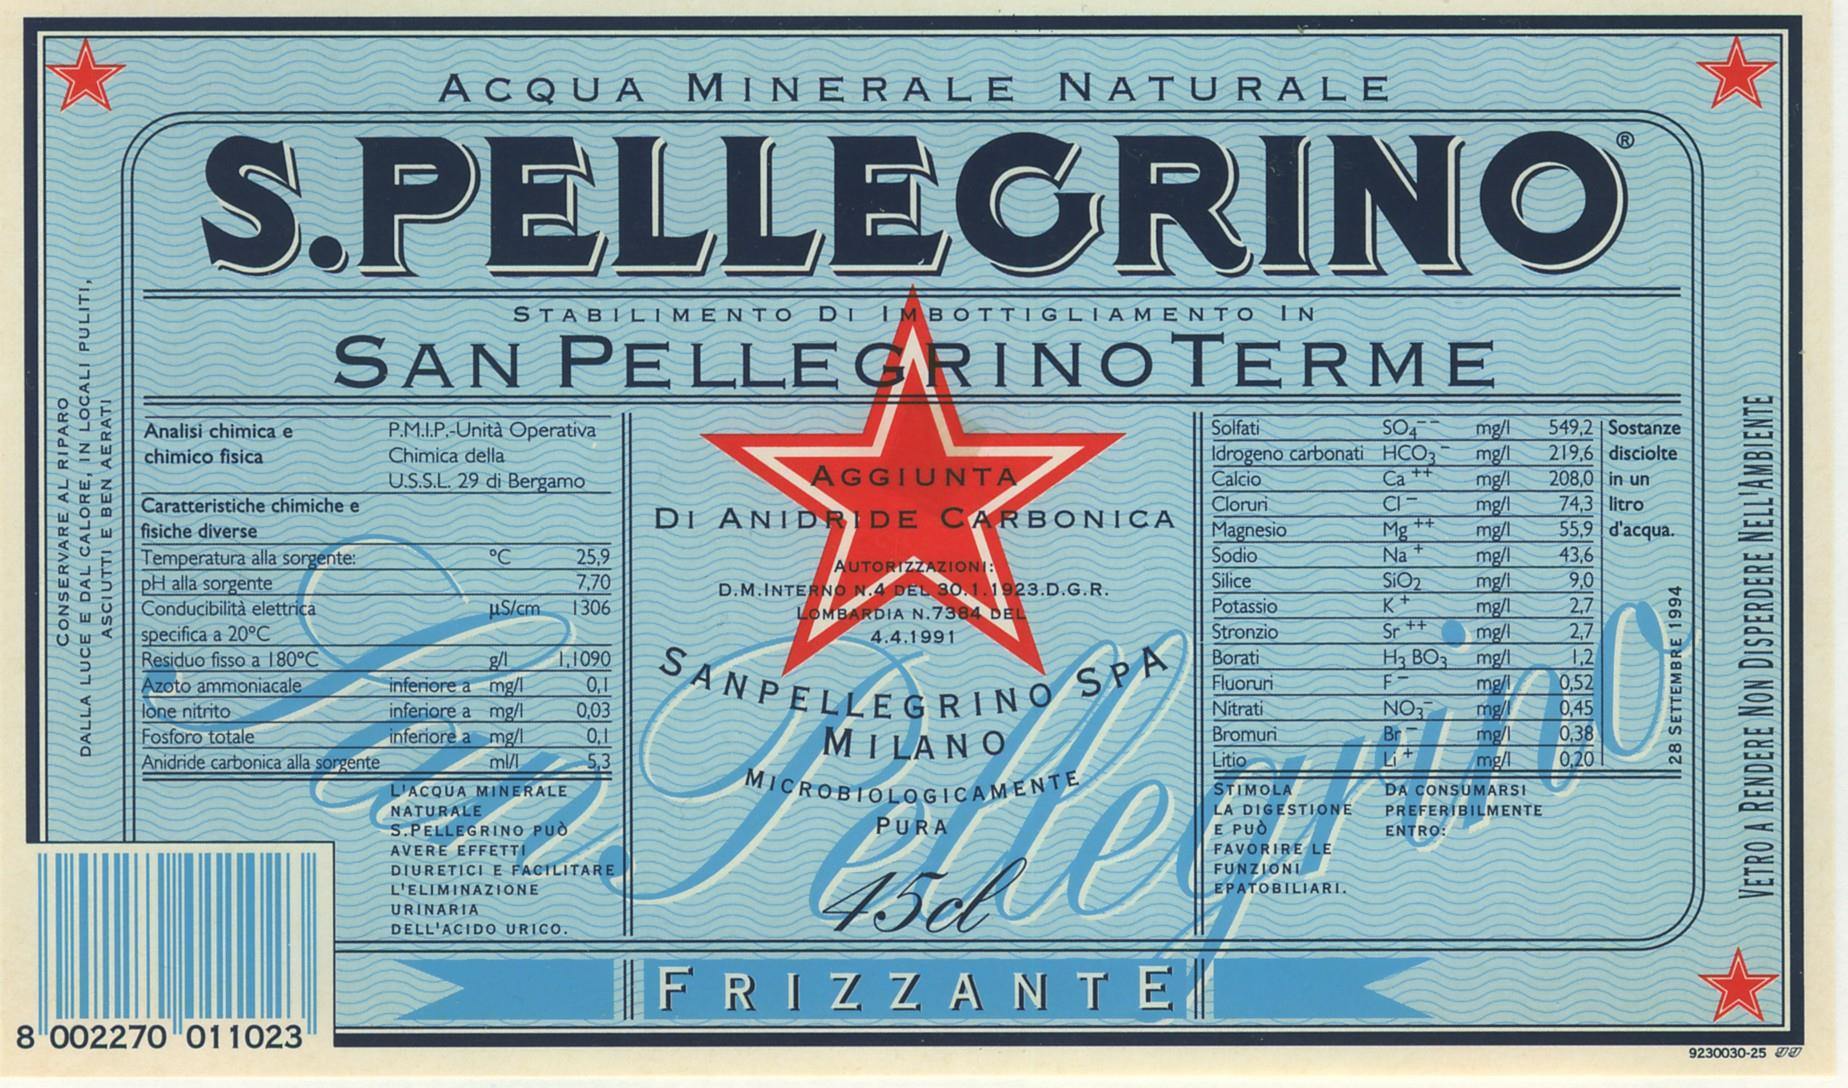 ACQUA MINERALE NATURALE
S.PELLEGRINO®
STABILIMENTO DI IMBOTTIGLIAMENTO IN
SAN PELLEGRINO TERME
CONSERVARE AL RIPARO
DALLA LUCE E DAL CALORE, IN LOCALI PULITI,
ASCIUTTI E BEN AERATI
Analisi chimica e P.M.I.P.-Unità Operativa
chimico fisica Chimica della
U.S.S.L. 29 di Bergamo
Caratteristiche chimiche e
fisiche diverse
Temperatura alla sorgente: °C 25,9
pH alla sorgente 7,70
Conducibilità elettrica µS/cm 1306
specifica a 20°C
Residuo fisso a 180°C g/l 1,1090
Azoto ammoniacale inferiore a mg/l 0,1
Ione nitrito inferiore a mg/l 0,03
Fosforo totale inferiore a mg/l 0,1
Anidride carbonica alla sorgente ml/l 5,3
L'ACQUA MINERALE
NATURALE
S.PELLEGRINO PUÒ
AVERE EFFETTI
DIURETICI E FACILITARE
L'ELIMINAZIONE
URINARIA
DELL'ACIDO URICO.
AGGIUNTA
DI ANIDRIDE CARBONICA
AUTORIZZAZIONI:
D.M.INTERNO N.4 DEL 30.1.1923.D.G.R.
LOMBARDIA N.7384 DEL
4.4.1991
SANPELLEGRINO SPA
MILANO
MICROBIOLOGICAMENTE
PURA
45cl
San Pellegrino
Solfati SO4-- mg/l 549,2 Sostanze
Idrogeno carbonati HCO3- mg/l 219,6 disciolte
Calcio Ca++ mg/l 208,0 in un
Cloruri Cl- mg/l 74,3 litro
Magnesio Mg++ mg/l 55,9 d'acqua.
Sodio Na+ mg/l 43,6
Silice SiO2 mg/l 9,0
Potassio K+ mg/l 2,7
Stronzio Sr++ mg/l 2,7
Borati H3 BO3 mg/l 1,2
Fluoruri F- mg/l 0,52
Nitrati NO3- mg/l 0,45
Bromuri Br- mg/l 0,38
Litio Li+ mg/l 0,20
28 SETTEMBRE 1994
STIMOLA
LA DIGESTIONE
E PUÒ
FAVORIRE LE
FUNZIONI
EPATOBILIARI.
DA CONSUMARSI
PREFERIBILMENTE
ENTRO:
VETRO A RENDERE NON DISPERDERE NELL'AMBIENTE
FRIZZANTE
8 002270 011023
9230030-25